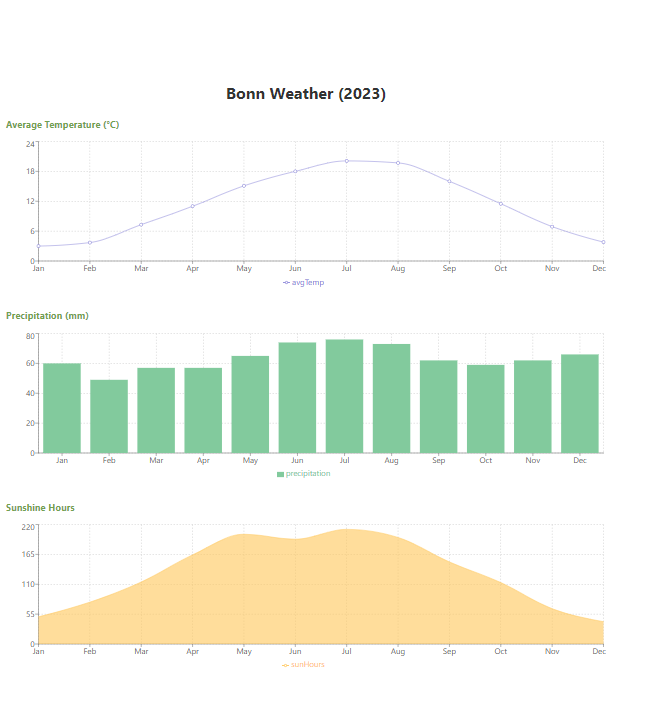 Bonn Weather (2023)
Average Temperature (°C)
24
18
12
6
0
Jan Feb Mar Apr May Jun Jul Aug Sep Oct Nov Dec
avgTemp
Precipitation (mm)
80
60
40
20
0
Jan Feb Mar Apr May Jun Jul Aug Sep Oct Nov Dec
precipitation
Sunshine Hours
220
165
110
55
0
Jan Feb Mar Apr May Jun Jul Aug Sep Oct Nov Dec
sunHours